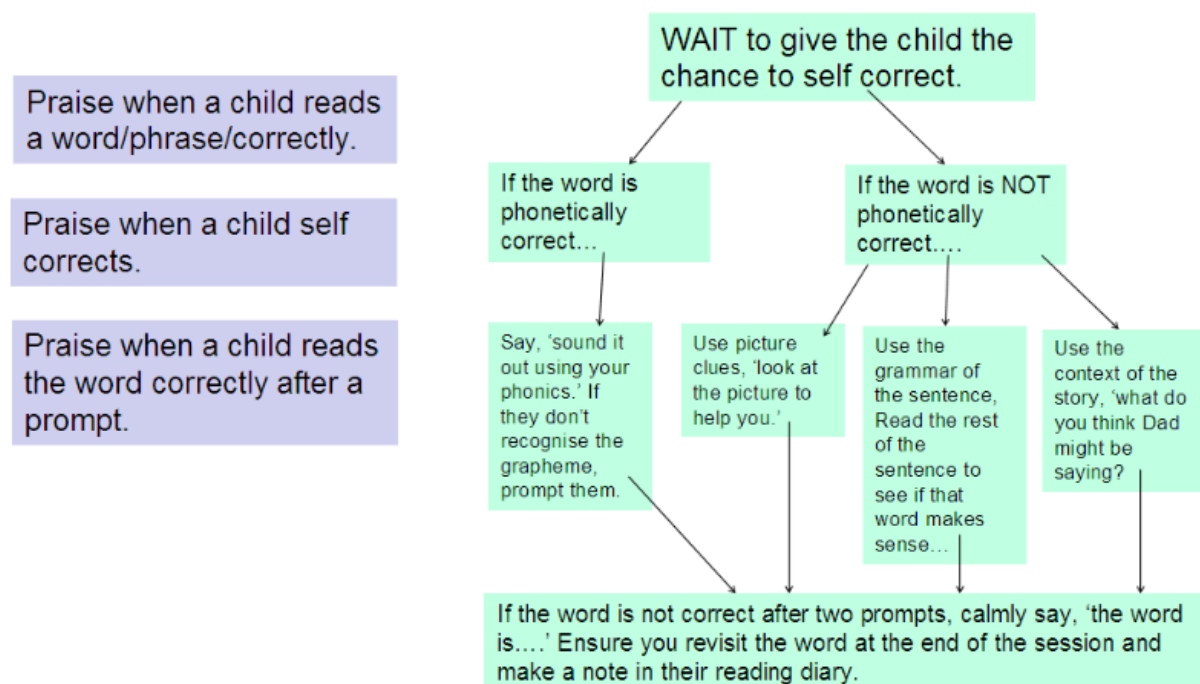 Praise when a child reads
a word/phrase/correctly.
Praise when a child self
corrects.
Praise when a child reads
the word correctly after a
prompt.
WAIT to give the child the
chance to self correct.
If the word is
phonetically
correct...
If the word is NOT
phonetically
correct....
Say, ‘sound it
out using your
phonics.’ If
they don’t
recognise the
grapheme,
prompt them.
Use picture
clues, ‘look at
the picture to
help you.’
Use the
grammar of
the sentence,
Read the rest
of the
sentence to
see if that
word makes
sense...
Use the
context of the
story, ‘what do
you think Dad
might be
saying?
If the word is not correct after two prompts, calmly say, ‘the word
is....’ Ensure you revisit the word at the end of the session and
make a note in their reading diary.